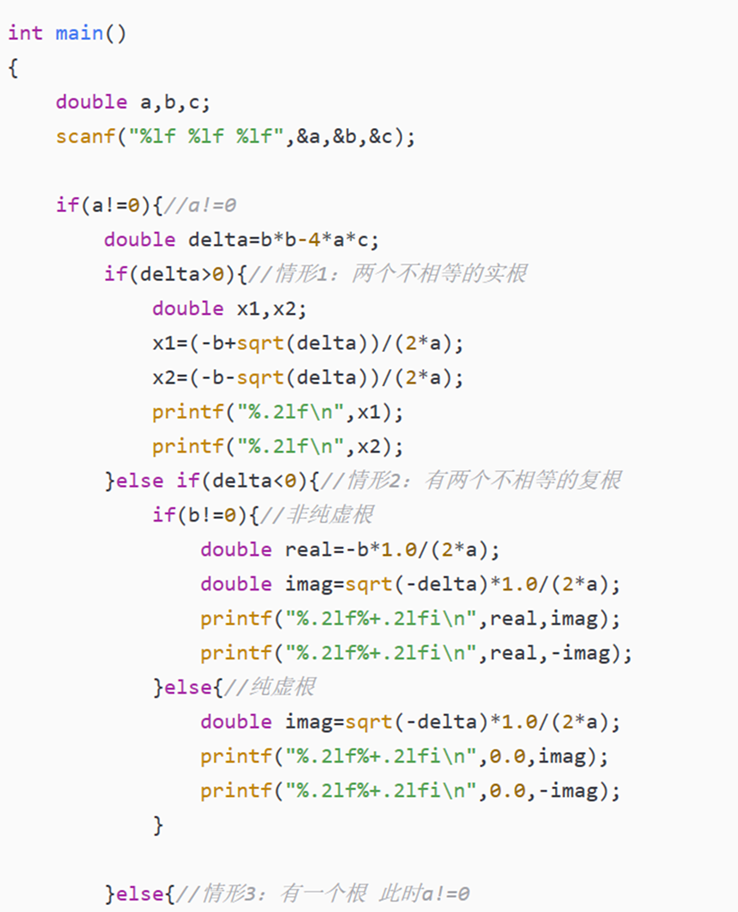 int main()
{
    double a,b,c;
    scanf("%lf %lf %lf",&a,&b,&c);
    if(a!=0){//a!=0
        double delta=b*b-4*a*c;
        if(delta>0){//情形1：两个不相等的实根
            double x1,x2;
            x1=(-b+sqrt(delta))/(2*a);
            x2=(-b-sqrt(delta))/(2*a);
            printf("%.2lf\n",x1);
            printf("%.2lf\n",x2);
        }else if(delta<0){//情形2：有两个不相等的复根
            if(b!=0){//非纯虚根
                double real=-b*1.0/(2*a);
                double imag=sqrt(-delta)*1.0/(2*a);
                printf("%.2lf%+.2lfi\n",real,imag);
                printf("%.2lf%+.2lfi\n",real,-imag);
            }else{//纯虚根
                double imag=sqrt(-delta)*1.0/(2*a);
                printf("%.2lf%+.2lfi\n",0.0,imag);
                printf("%.2lf%+.2lfi\n",0.0,-imag);
            }
        }else{//情形3：有一个根 此时a!=0